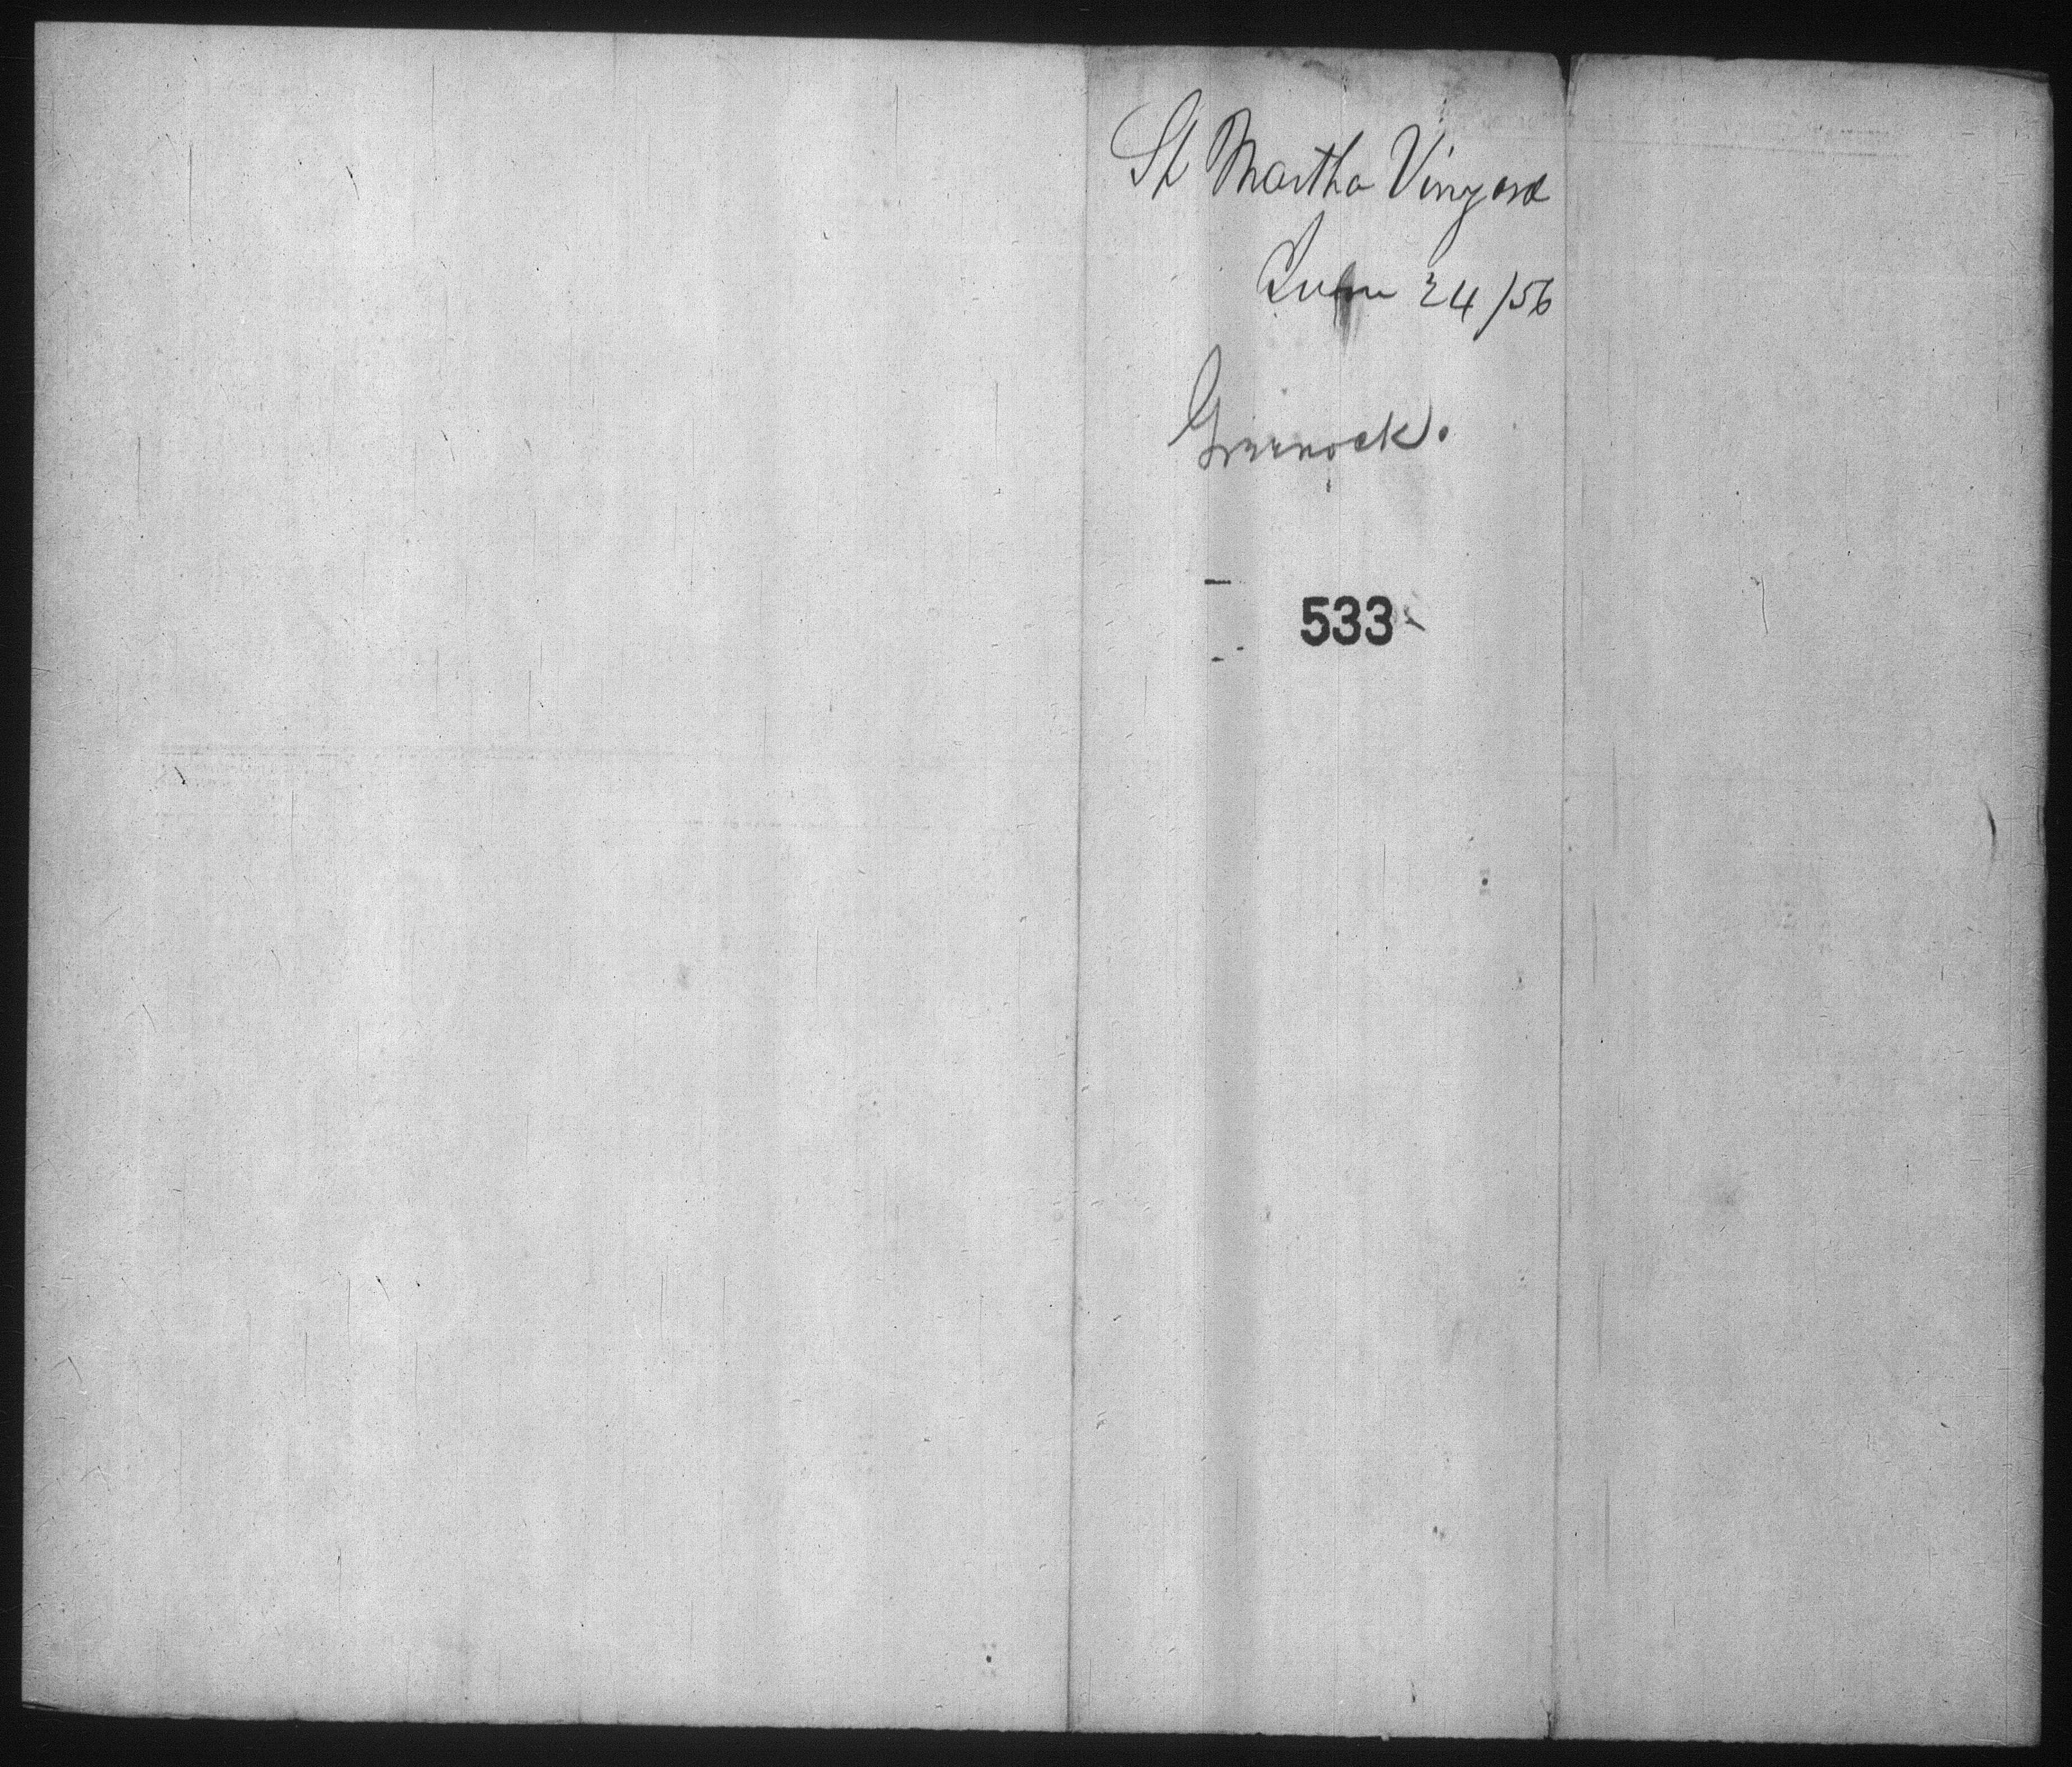 St Martha Vinyard
June 24/56
Greenock.
533